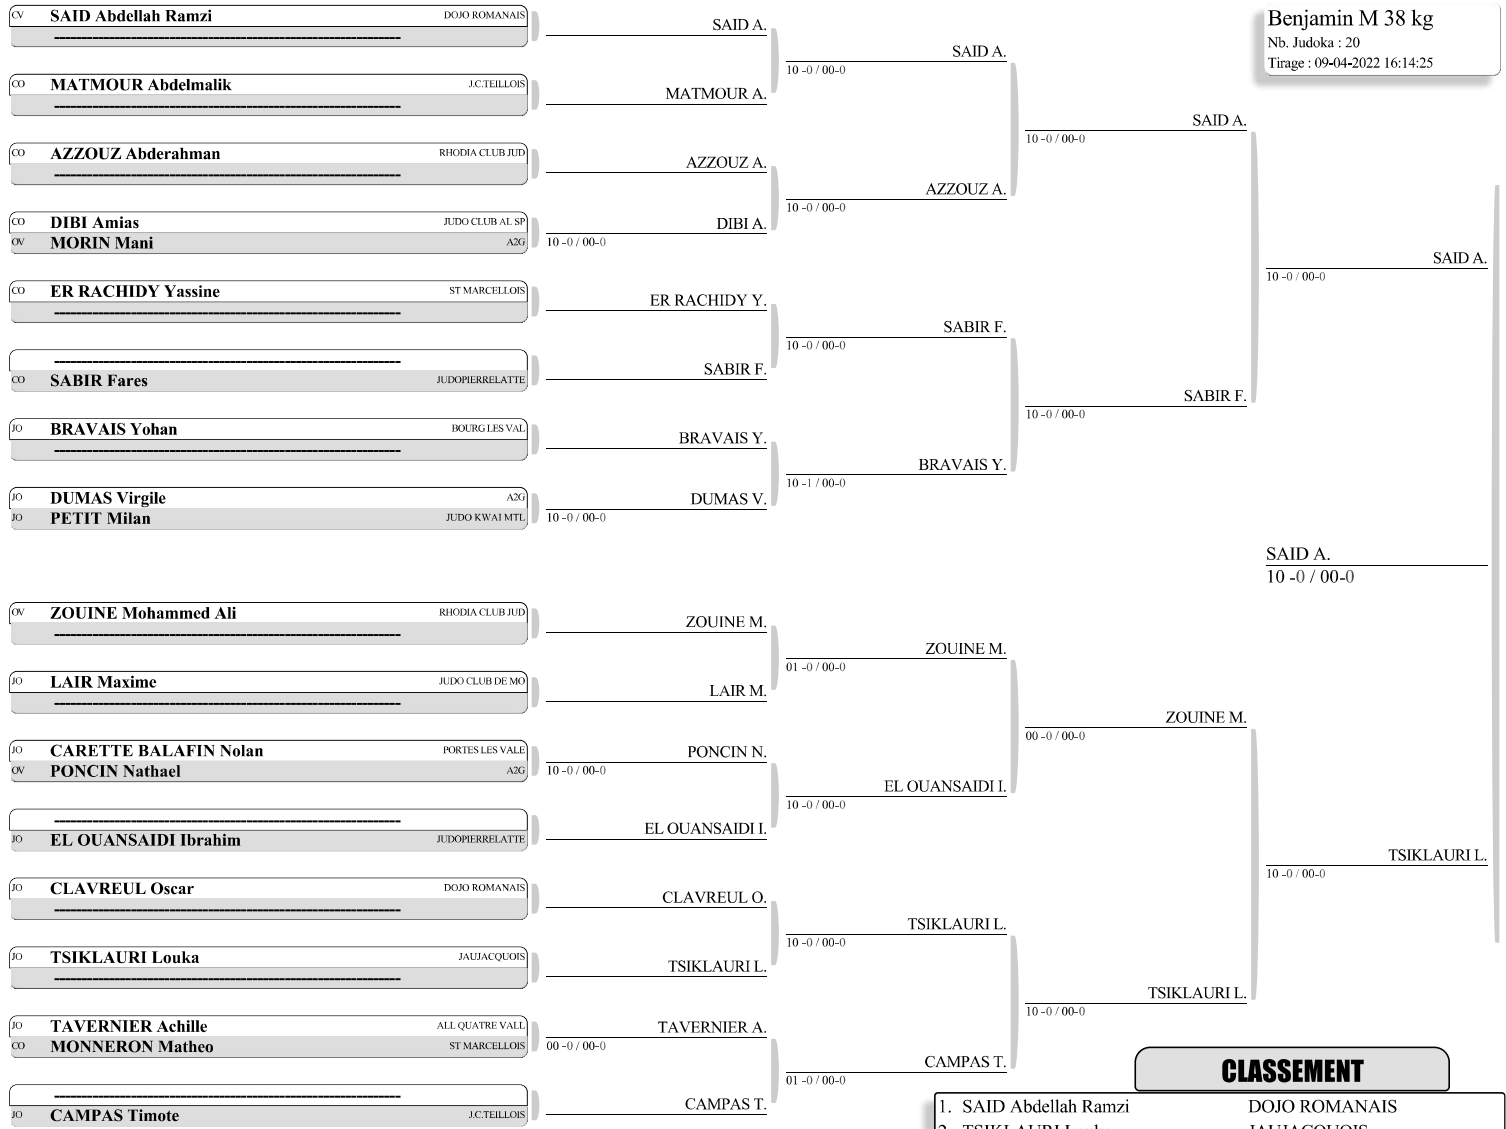 Benjamin M 38 kg
Nb. Judoka : 20
Tirage : 09-04-2022 16:14:25
CV SAID Abdellah Ramzi DOJO ROMANAIS
CO MATMOUR Abdelmalik J.C.TEILLOIS
CO AZZOUZ Abderahman RHODIA CLUB JUD
CO DIBI Amias JUDO CLUB AL SP
OV MORIN Mani A2G
CO ER RACHIDY Yassine ST MARCELLOIS
CO SABIR Fares JUDOPIERRELATTE
JO BRAVAIS Yohan BOURG LES VAL
JO DUMAS Virgile A2G
JO PETIT Milan JUDO KWAI MTL
OV ZOUINE Mohammed Ali RHODIA CLUB JUD
JO LAIR Maxime JUDO CLUB DE MO
JO CARETTE BALAFIN Nolan PORTES LES VALE
OV PONCIN Nathael A2G
JO EL OUANSAIDI Ibrahim JUDOPIERRELATTE
JO CLAVREUL Oscar DOJO ROMANAIS
JO TSIKLAURI Louka JAUJACQUOIS
JO TAVERNIER Achille ALL QUATRE VALL
CO MONNERON Matheo ST MARCELLOIS
JO CAMPAS Timote J.C.TEILLOIS
SAID A.
MATMOUR A.
AZZOUZ A.
DIBI A.
10 -0 / 00-0
ER RACHIDY Y.
SABIR F.
BRAVAIS Y.
DUMAS V.
10 -0 / 00-0
ZOUINE M.
LAIR M.
PONCIN N.
10 -0 / 00-0
EL OUANSAIDI I.
CLAVREUL O.
TSIKLAURI L.
TAVERNIER A.
00 -0 / 00-0
CAMPAS T.
SAID A.
10 -0 / 00-0
AZZOUZ A.
10 -0 / 00-0
SABIR F.
10 -0 / 00-0
BRAVAIS Y.
10 -1 / 00-0
ZOUINE M.
01 -0 / 00-0
EL OUANSAIDI I.
10 -0 / 00-0
TSIKLAURI L.
10 -0 / 00-0
CAMPAS T.
01 -0 / 00-0
SAID A.
10 -0 / 00-0
SABIR F.
10 -0 / 00-0
ZOUINE M.
00 -0 / 00-0
TSIKLAURI L.
10 -0 / 00-0
SAID A.
10 -0 / 00-0
TSIKLAURI L.
10 -0 / 00-0
SAID A.
10 -0 / 00-0
CLASSEMENT
1. SAID Abdellah Ramzi DOJO ROMANAIS
2. TSIKLAURI Louka JAUJACQUOIS